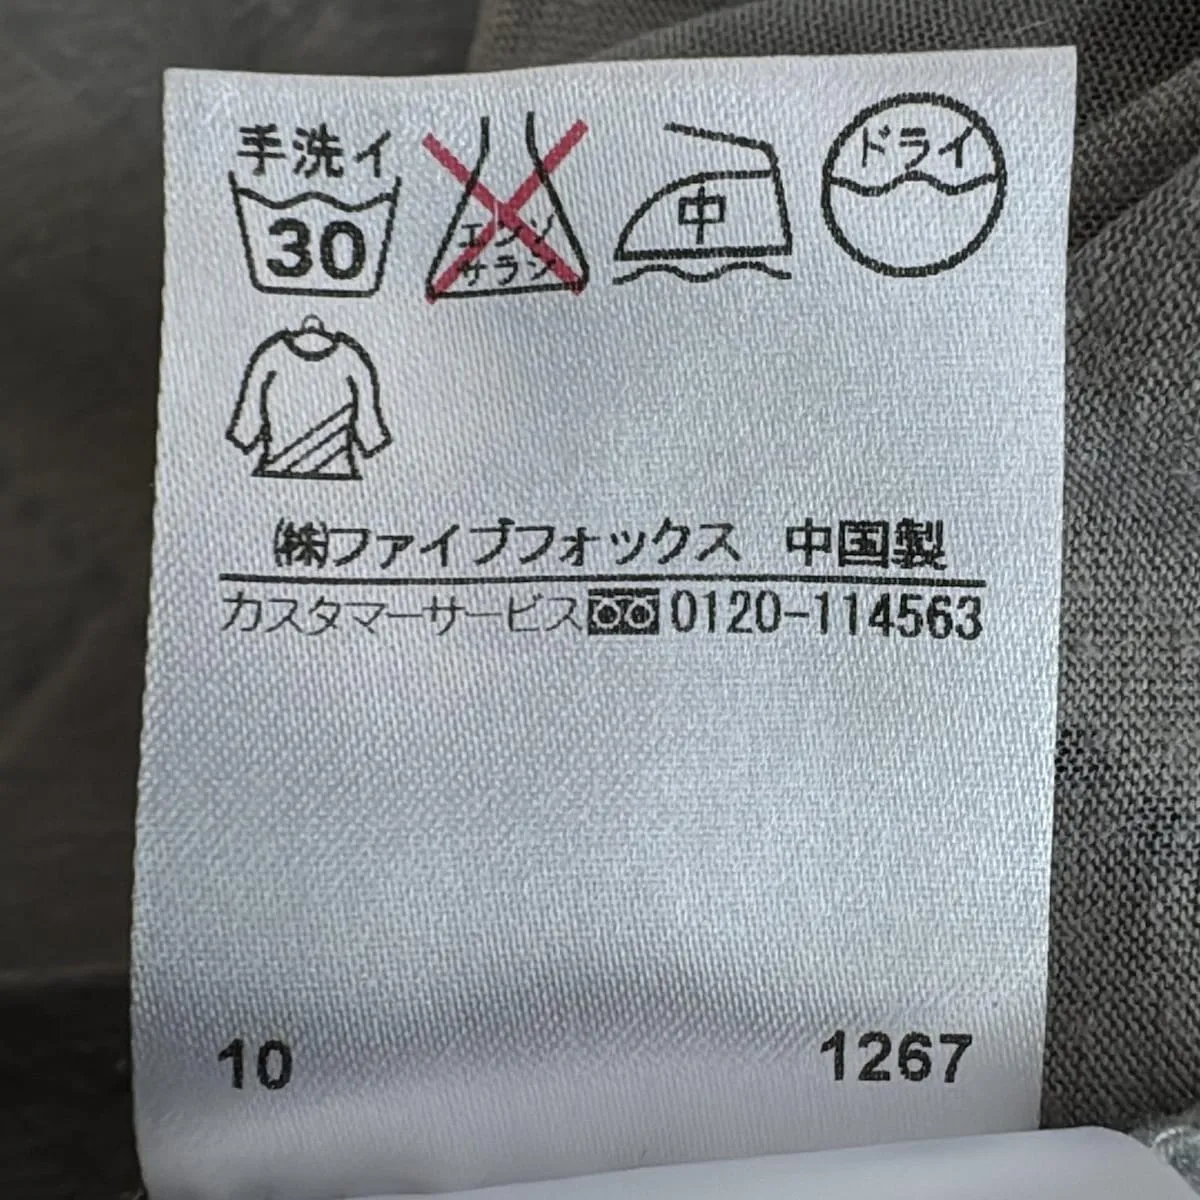 手洗イ
30
エンソ
サラシ
中
ドライ
㈱ファイブフォックス 中国製
カスタマーサービス 0120-114563
10 1267